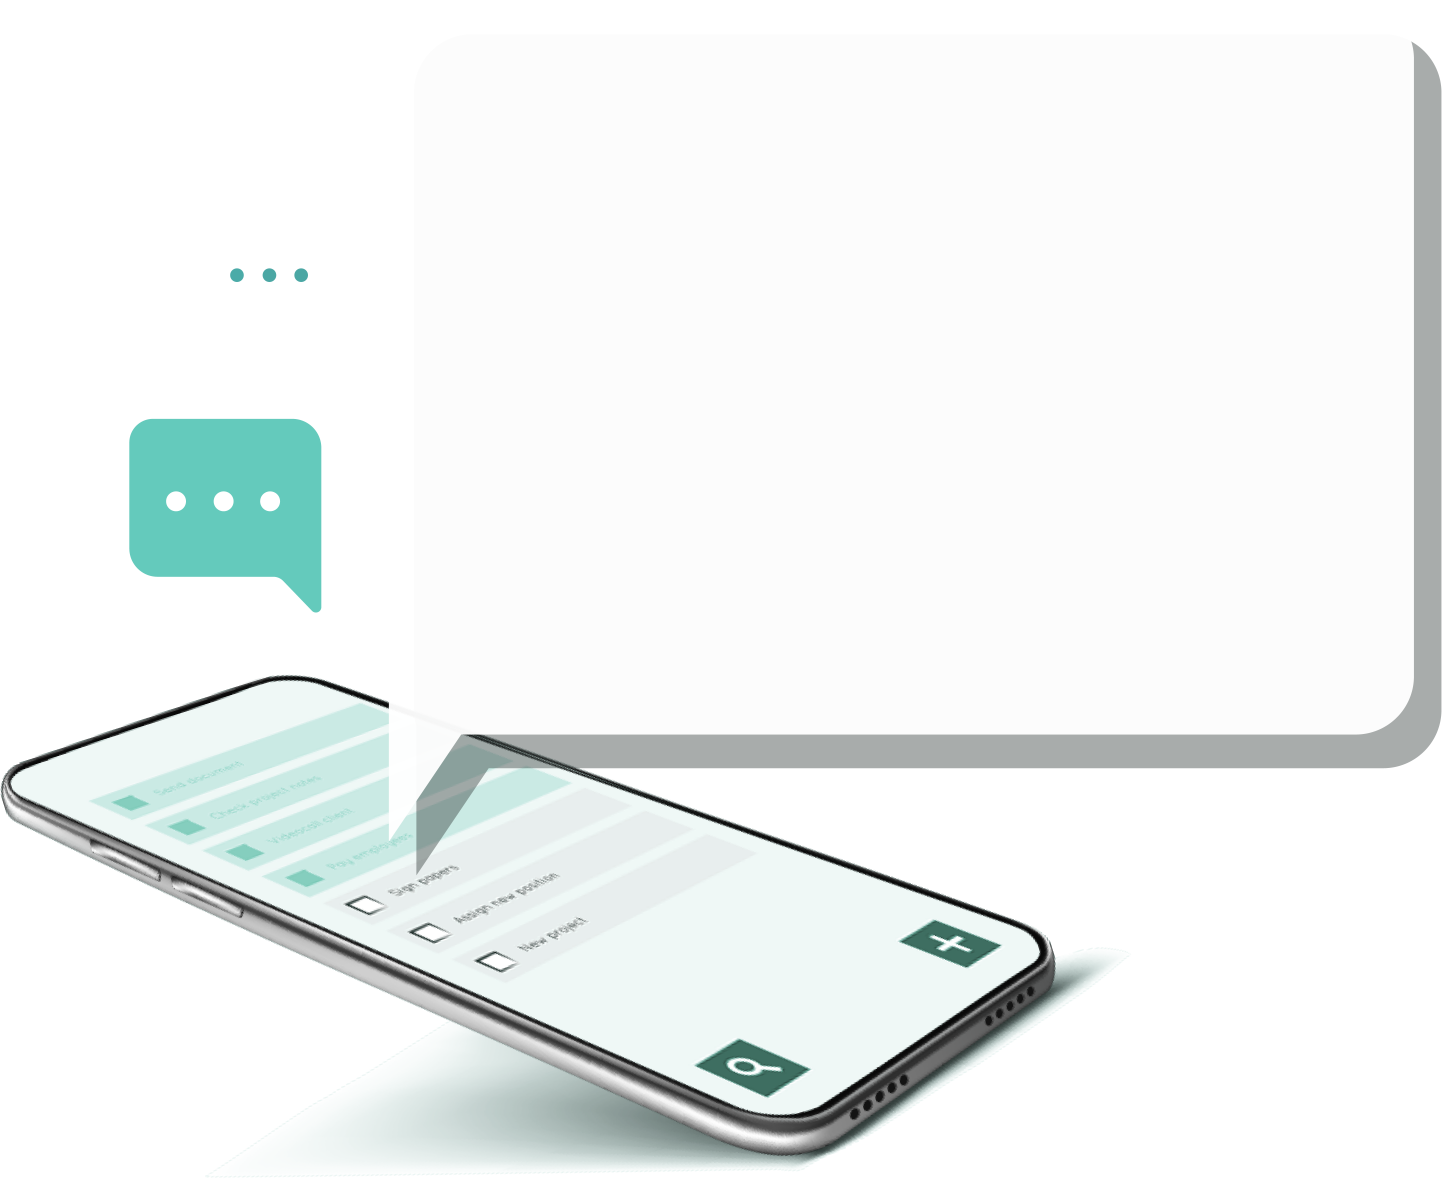 Send document
Check project notes
Videocall client
Pay employees
Sign papers
Assign new position
New project